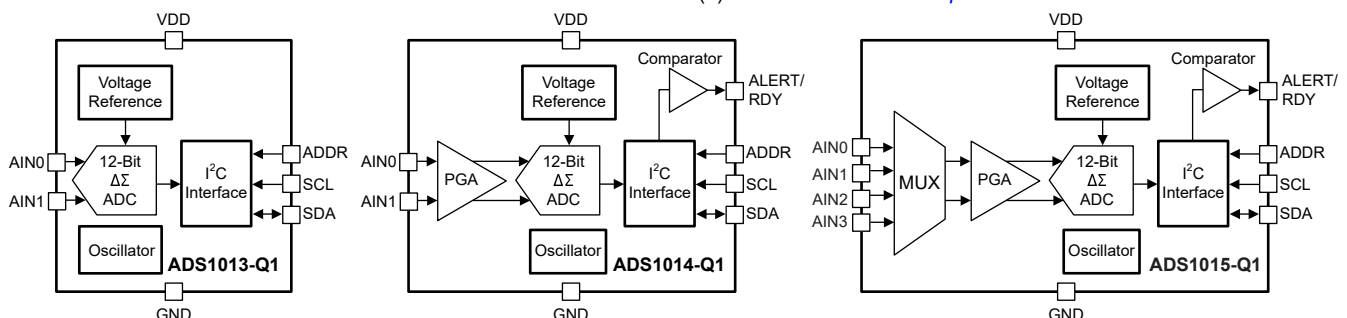 VDD
Voltage
Reference
AIN0
AIN1
12-Bit
ΔΣ
ADC
I²C
Interface
ADDR
SCL
SDA
Oscillator
ADS1013-Q1
GND
VDD
Comparator
ALERT/
RDY
Voltage
Reference
AIN0
AIN1
PGA
12-Bit
ΔΣ
ADC
I²C
Interface
ADDR
SCL
SDA
Oscillator
ADS1014-Q1
GND
VDD
Comparator
ALERT/
RDY
Voltage
Reference
AIN0
AIN1
AIN2
AIN3
MUX
PGA
12-Bit
ΔΣ
ADC
I²C
Interface
ADDR
SCL
SDA
Oscillator
ADS1015-Q1
GND